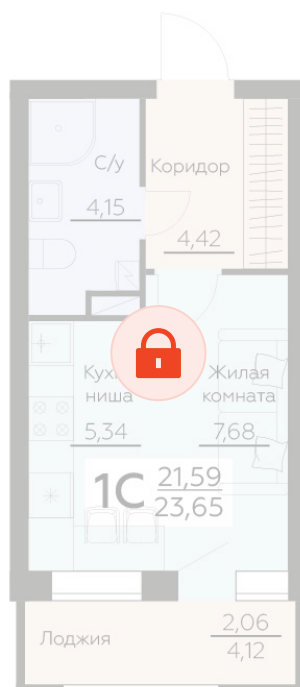 С/у
4,15
Коридор
4,42
ниша
5,34
Жилая
комната
7,68
1С
21,59
23,65
Лоджия
2,06
4,12